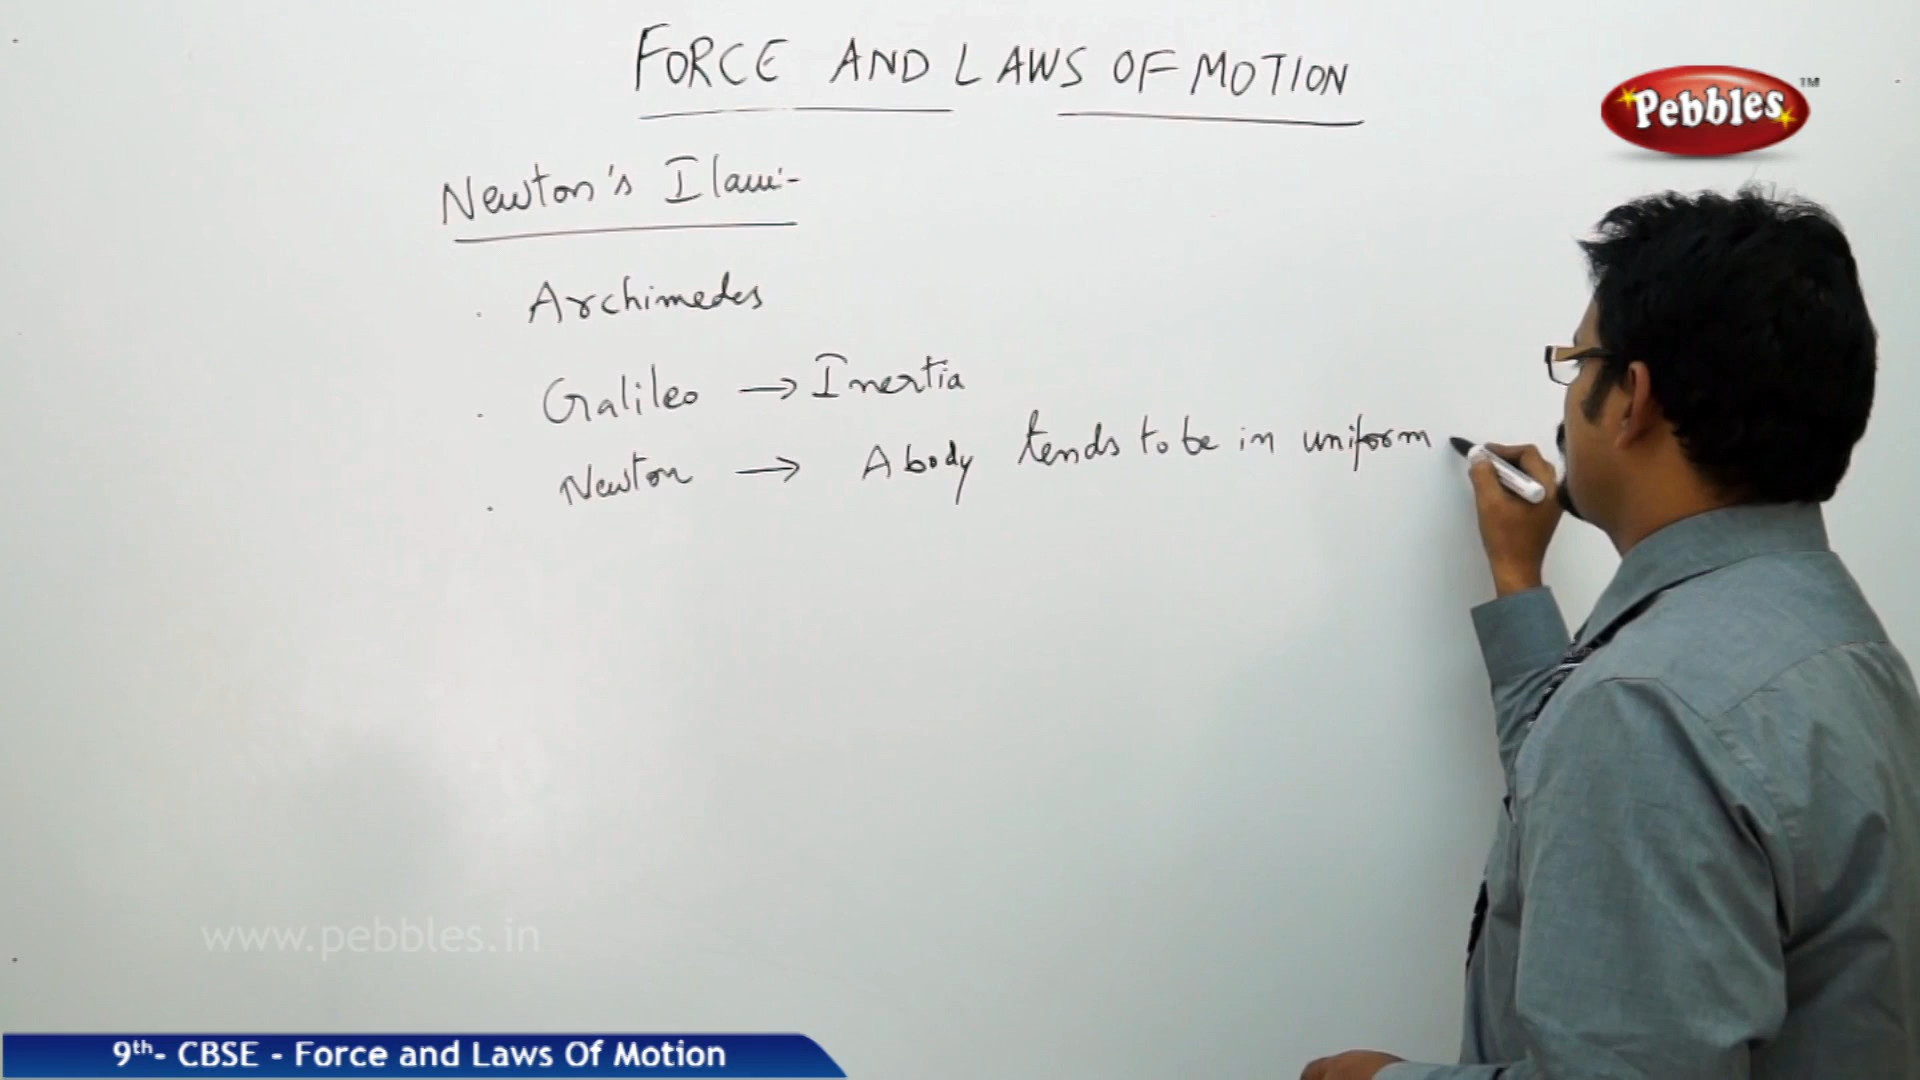 FORCE AND LAWS OF MOTION
Pebbles™
Newton's I law:-
. Archimedes
. Galileo → Inertia
. Newton → A body tends to be in uniform
www.pebbles.in
9th- CBSE - Force and Laws Of Motion